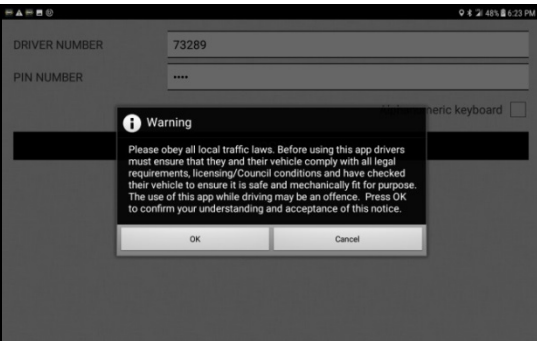 48% 6:23 PM
DRIVER NUMBER 73289
PIN NUMBER ••••
keyboard
Warning
Please obey all local traffic laws. Before using this app drivers
must ensure that they and their vehicle comply with all legal
requirements, licensing/Council conditions and have checked
their vehicle to ensure it is safe and mechanically fit for purpose.
The use of this app while driving may be an offence. Press OK
to confirm your understanding and acceptance of this notice.
OK Cancel